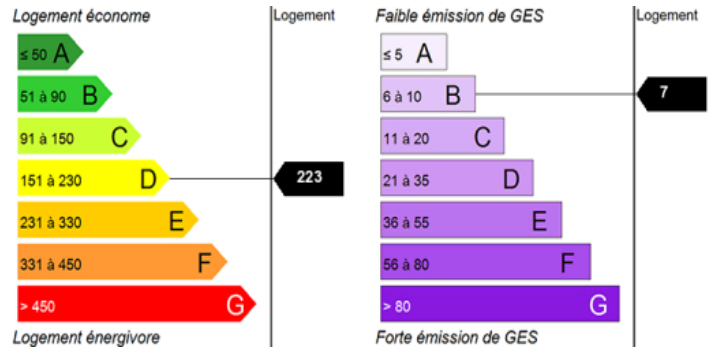 Logement économe
Logement
≤ 50 A
51 à 90 B
91 à 150 C
151 à 230 D
223
231 à 330 E
331 à 450 F
> 450 G
Logement énergivore
Faible émission de GES
Logement
≤ 5 A
6 à 10 B
7
11 à 20 C
21 à 35 D
36 à 55 E
56 à 80 F
> 80 G
Forte émission de GES